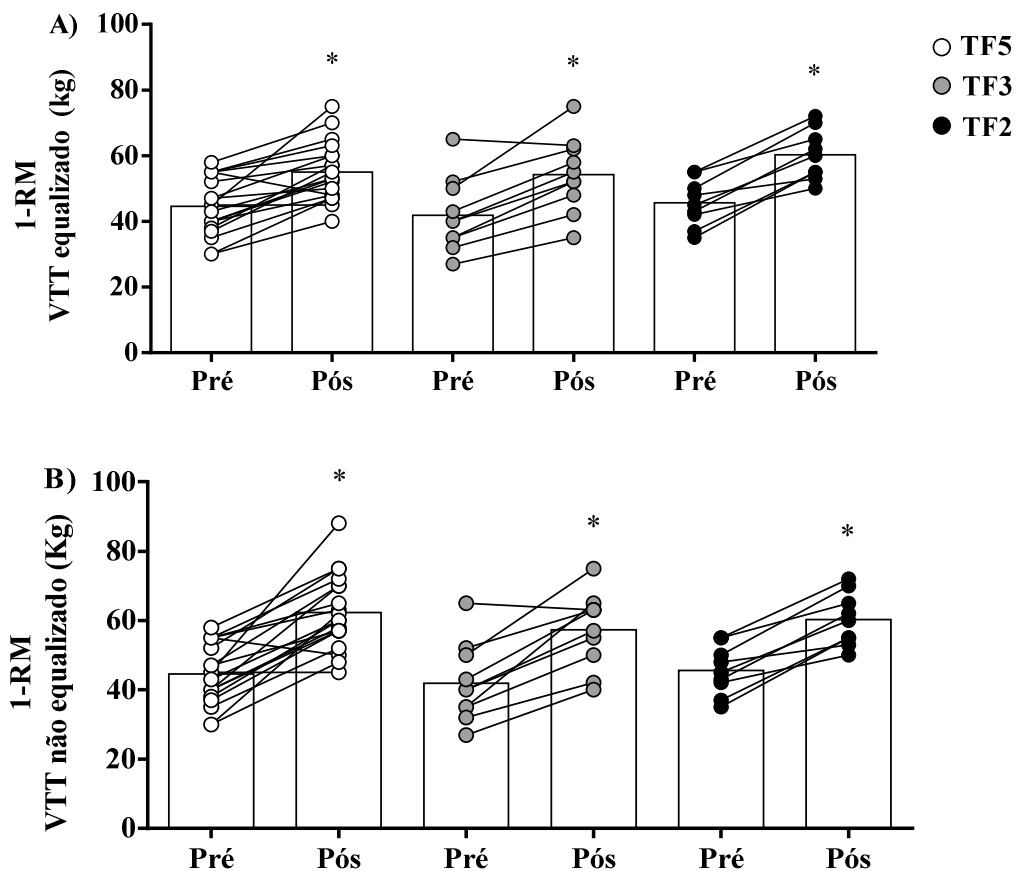 A)
1-RM
VTT equalizado (kg)
100
80
60
40
20
0
*
*
*
Pré
Pós
Pré
Pós
Pré
Pós
TF5
TF3
TF2
B)
1-RM
VTT não equalizado (Kg)
100
80
60
40
20
0
*
*
*
Pré
Pós
Pré
Pós
Pré
Pós